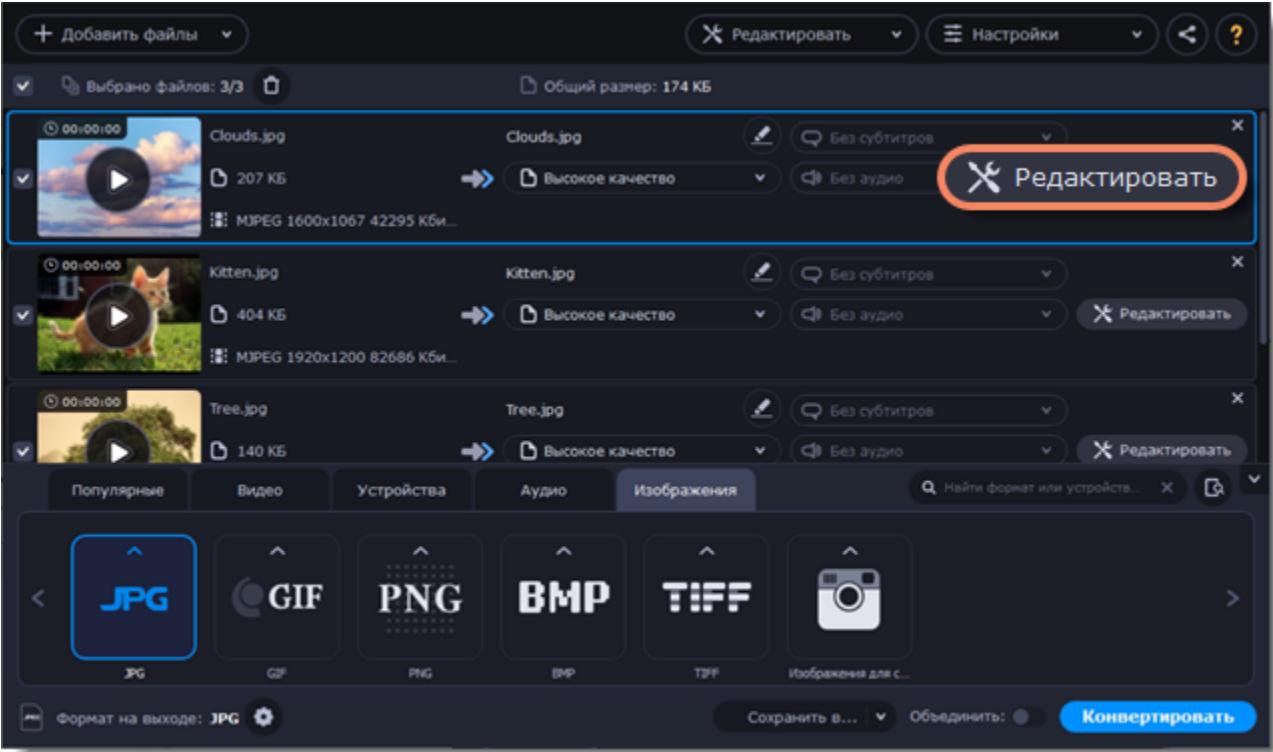 Добавить файлы
Редактировать
Настройки
?
Выбрано файлов: 3/3
Общий размер: 174 КБ
00:00:00
Clouds.jpg
Clouds.jpg
Без субтитров
207 КБ
Высокое качество
Без аудио
Редактировать
MJPEG 1600x1067 42295 Кби...
00:00:00
Kitten.jpg
Kitten.jpg
Без субтитров
404 КБ
Высокое качество
Без аудио
Редактировать
MJPEG 1920x1200 82686 Кби...
00:00:00
Tree.jpg
Tree.jpg
Без субтитров
140 КБ
Высокое качество
Без аудио
Редактировать
Популярные
Видео
Устройства
Аудио
Изображения
Найти формат или устройств...
JPG
GIF
PNG
BMP
TIFF
JPG
GIF
PNG
BMP
TIFF
Изображения для с...
Формат на выходе: JPG
Сохранить в...
Объединить:
Конвертировать